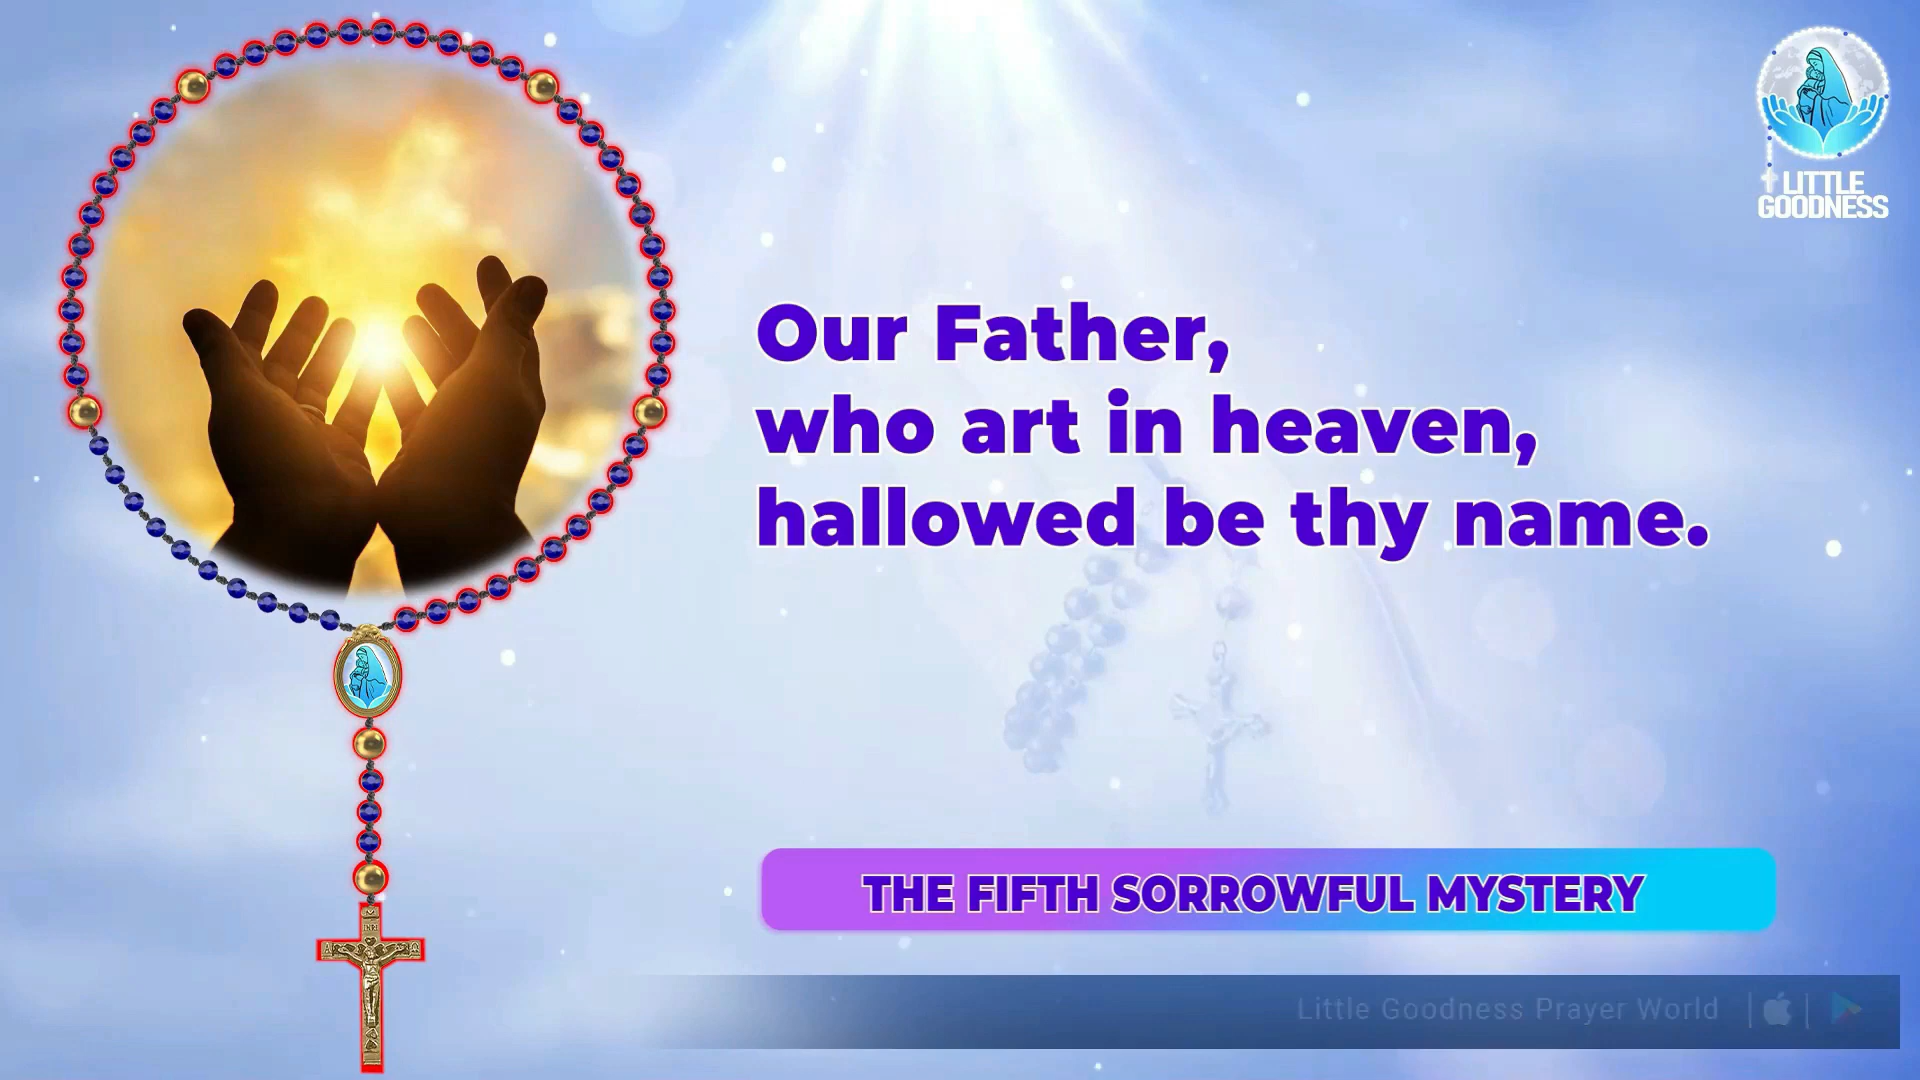 LITTLE
GOODNESS
Our Father,
who art in heaven,
hallowed be thy name.
THE FIFTH SORROWFUL MYSTERY
INRI
Little Goodness Prayer World